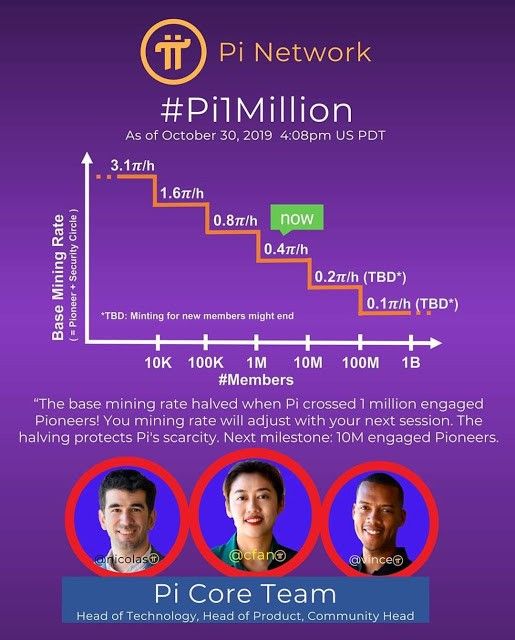 Pi Network
#Pi1Million
As of October 30, 2019 4:08pm US PDT
3.1π/h
1.6π/h
0.8π/h
now
0.4π/h
0.2π/h (TBD*)
0.1π/h (TBD*)
Base Mining Rate
( = Pioneer + Security Circle )
*TBD: Minting for new members might end
10K 100K 1M 10M 100M 1B
#Members
“The base mining rate halved when Pi crossed 1 million engaged
Pioneers! You mining rate will adjust with your next session. The
halving protects Pi's scarcity. Next milestone: 10M engaged Pioneers.
@nicolas @cfan @vince
Pi Core Team
Head of Technology, Head of Product, Community Head